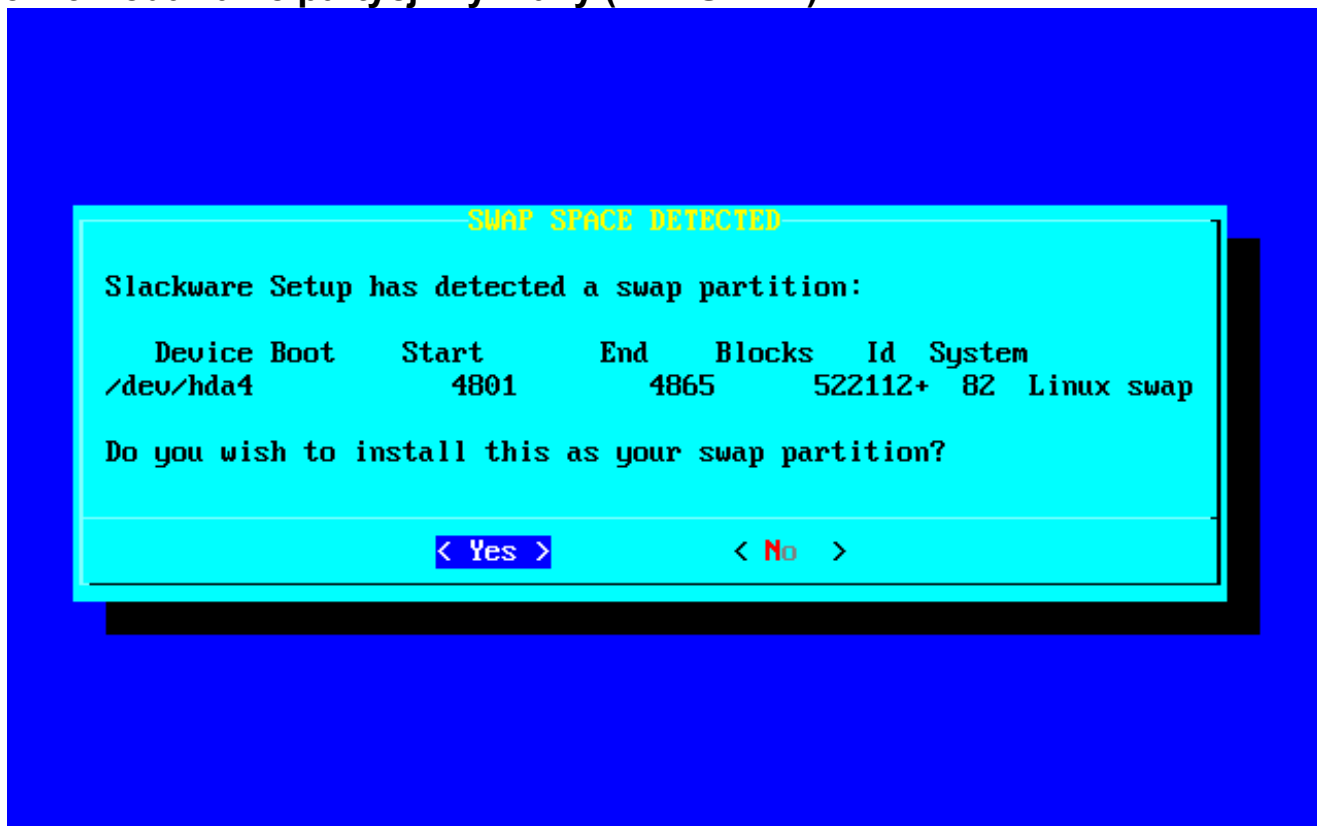 SWAP SPACE DETECTED
Slackware Setup has detected a swap partition:
Device Boot Start End Blocks Id System
/dev/hda4 4801 4865 522112+ 82 Linux swap
Do you wish to install this as your swap partition?
< Yes > < No >